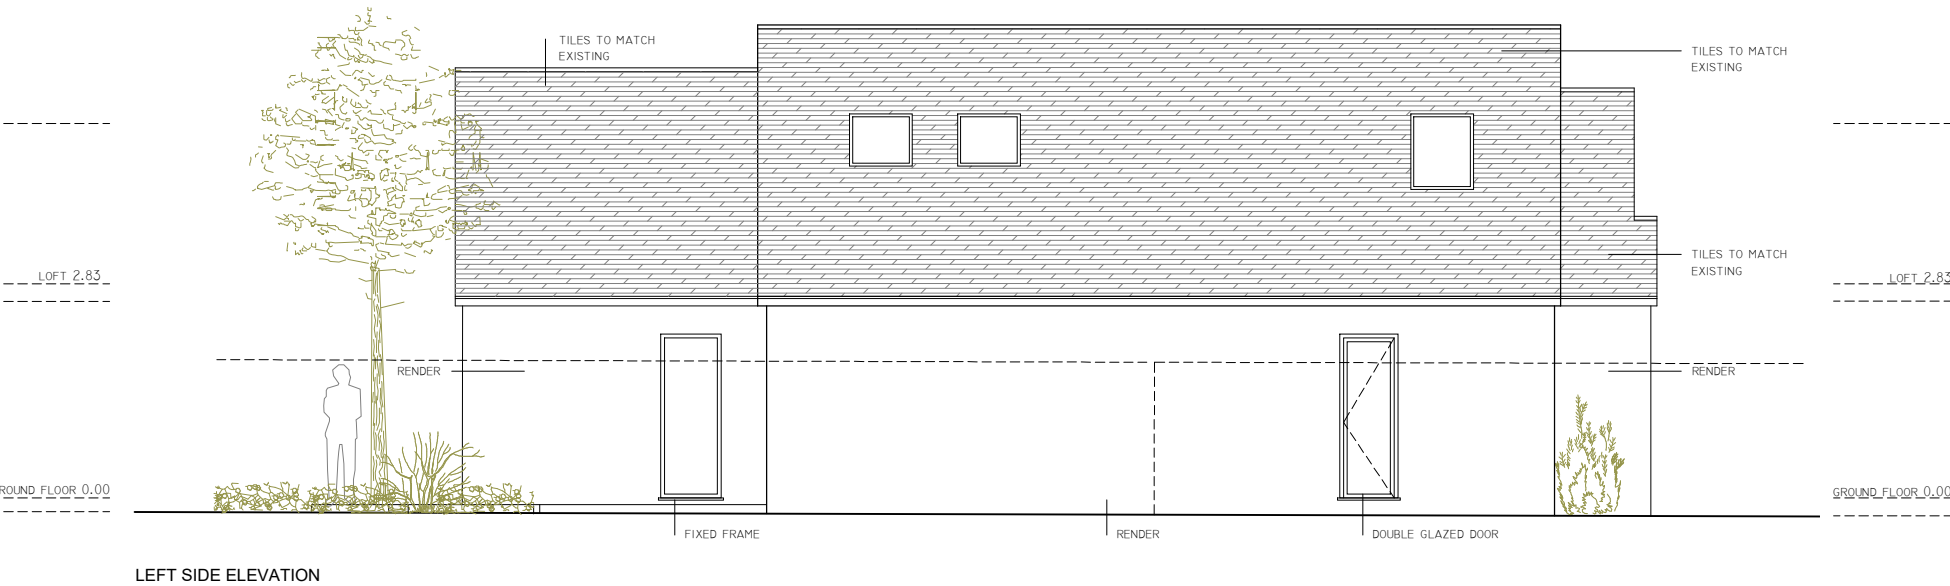 TILES TO MATCH
EXISTING
TILES TO MATCH
EXISTING
TILES TO MATCH
EXISTING
LOFT 2.83
LOFT 2.83
RENDER
RENDER
ROUND FLOOR 0.00
GROUND FLOOR 0.00
FIXED FRAME
RENDER
DOUBLE GLAZED DOOR
LEFT SIDE ELEVATION